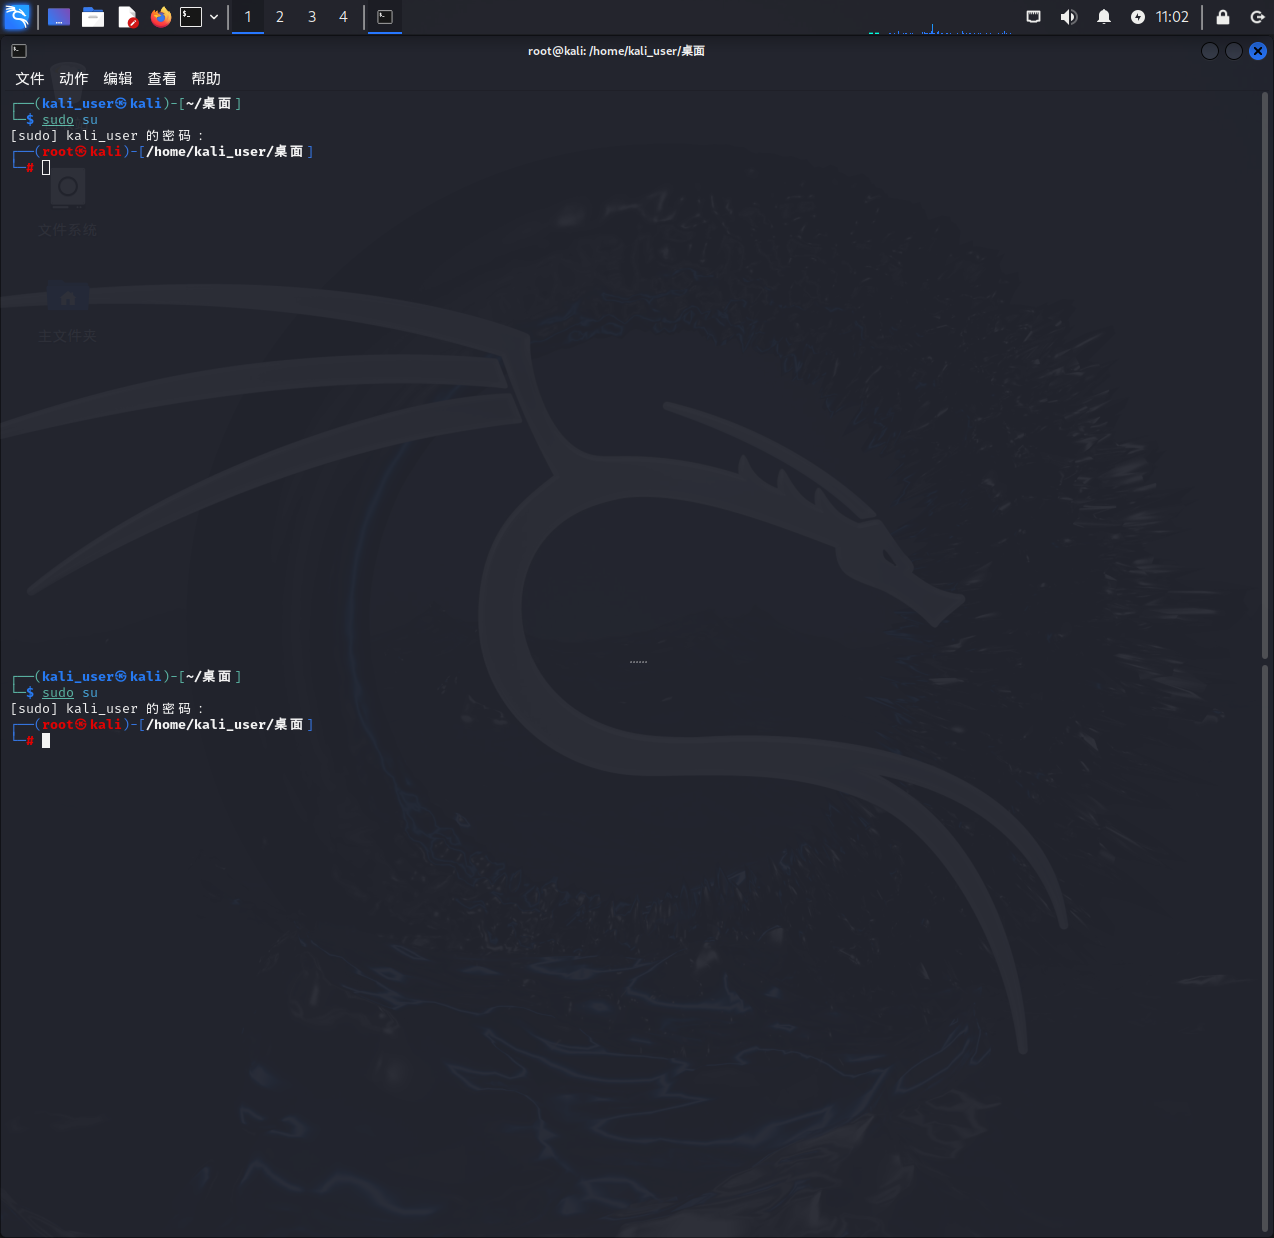 1 2 3 4 11:02
root@kali: /home/kali_user/桌面
文件 动作 编辑 查看 帮助
┌──(kali_user㉿kali)-[~/桌面]
└─$ sudo su
[sudo] kali_user 的密码：
┌──(root㉿kali)-[/home/kali_user/桌面]
└─#
文件系统
主文件夹
┌──(kali_user㉿kali)-[~/桌面]
└─$ sudo su
[sudo] kali_user 的密码：
┌──(root㉿kali)-[/home/kali_user/桌面]
└─#